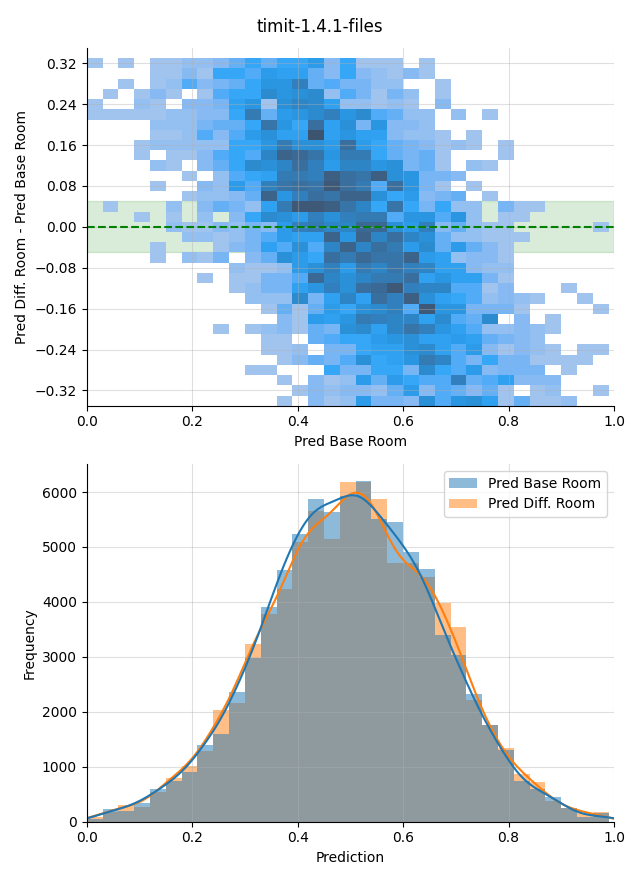 timit-1.4.1-files
Pred Diff. Room - Pred Base Room
0.32
0.24
0.16
0.08
0.00
−0.08
−0.16
−0.24
−0.32
0.0 0.2 0.4 0.6 0.8 1.0
Pred Base Room
Frequency
6000
5000
4000
3000
2000
1000
0
Pred Base Room
Pred Diff. Room
0.0 0.2 0.4 0.6 0.8 1.0
Prediction